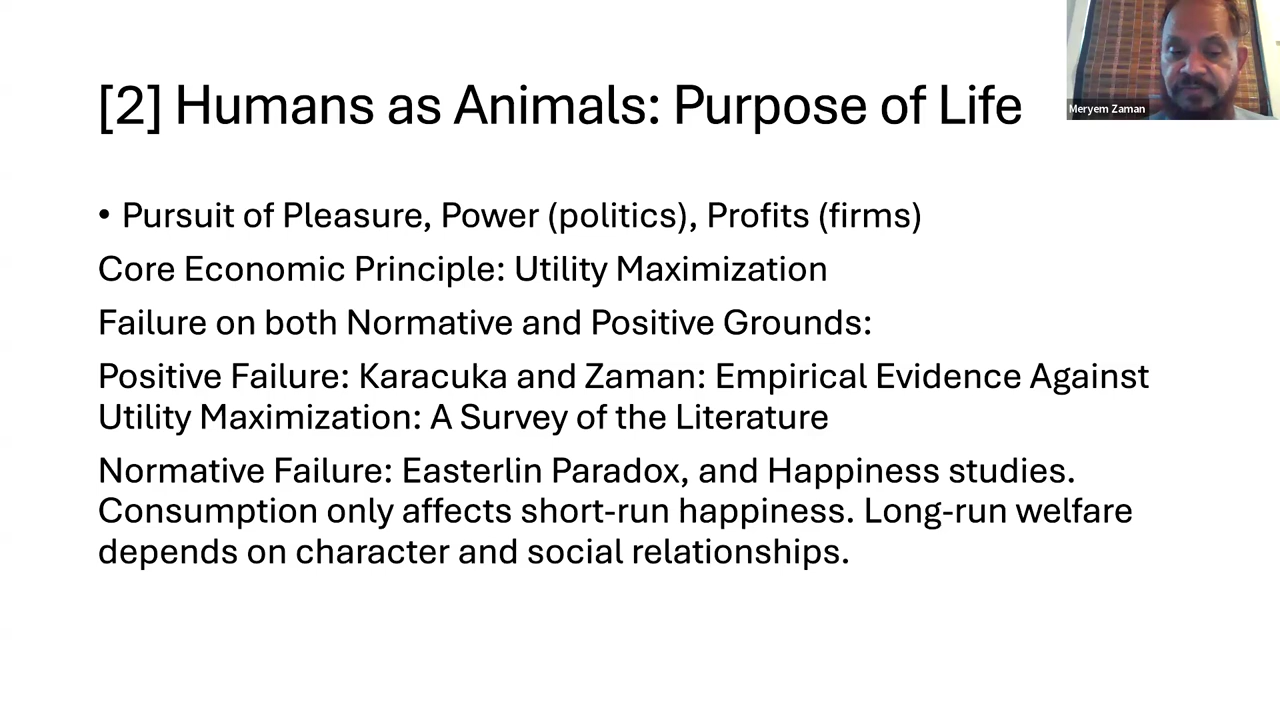 [2] Humans as Animals: Purpose of Life
Meryem Zaman
• Pursuit of Pleasure, Power (politics), Profits (firms)
Core Economic Principle: Utility Maximization
Failure on both Normative and Positive Grounds:
Positive Failure: Karacuka and Zaman: Empirical Evidence Against
Utility Maximization: A Survey of the Literature
Normative Failure: Easterlin Paradox, and Happiness studies.
Consumption only affects short-run happiness. Long-run welfare
depends on character and social relationships.